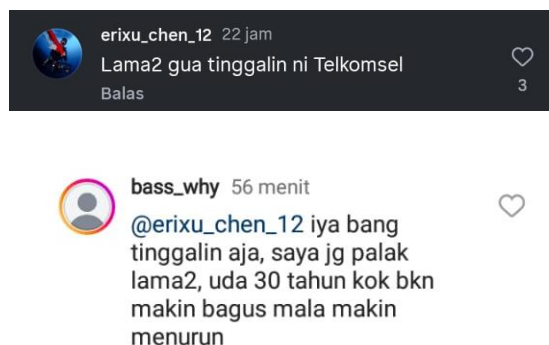 erixu_chen_12 22 jam
Lama2 gua tinggalin ni Telkomsel
3
Balas
bass_why 56 menit
@erixu_chen_12 iya bang
tinggalin aja, saya jg palak
lama2, uda 30 tahun kok bkn
makin bagus mala makin
menurun